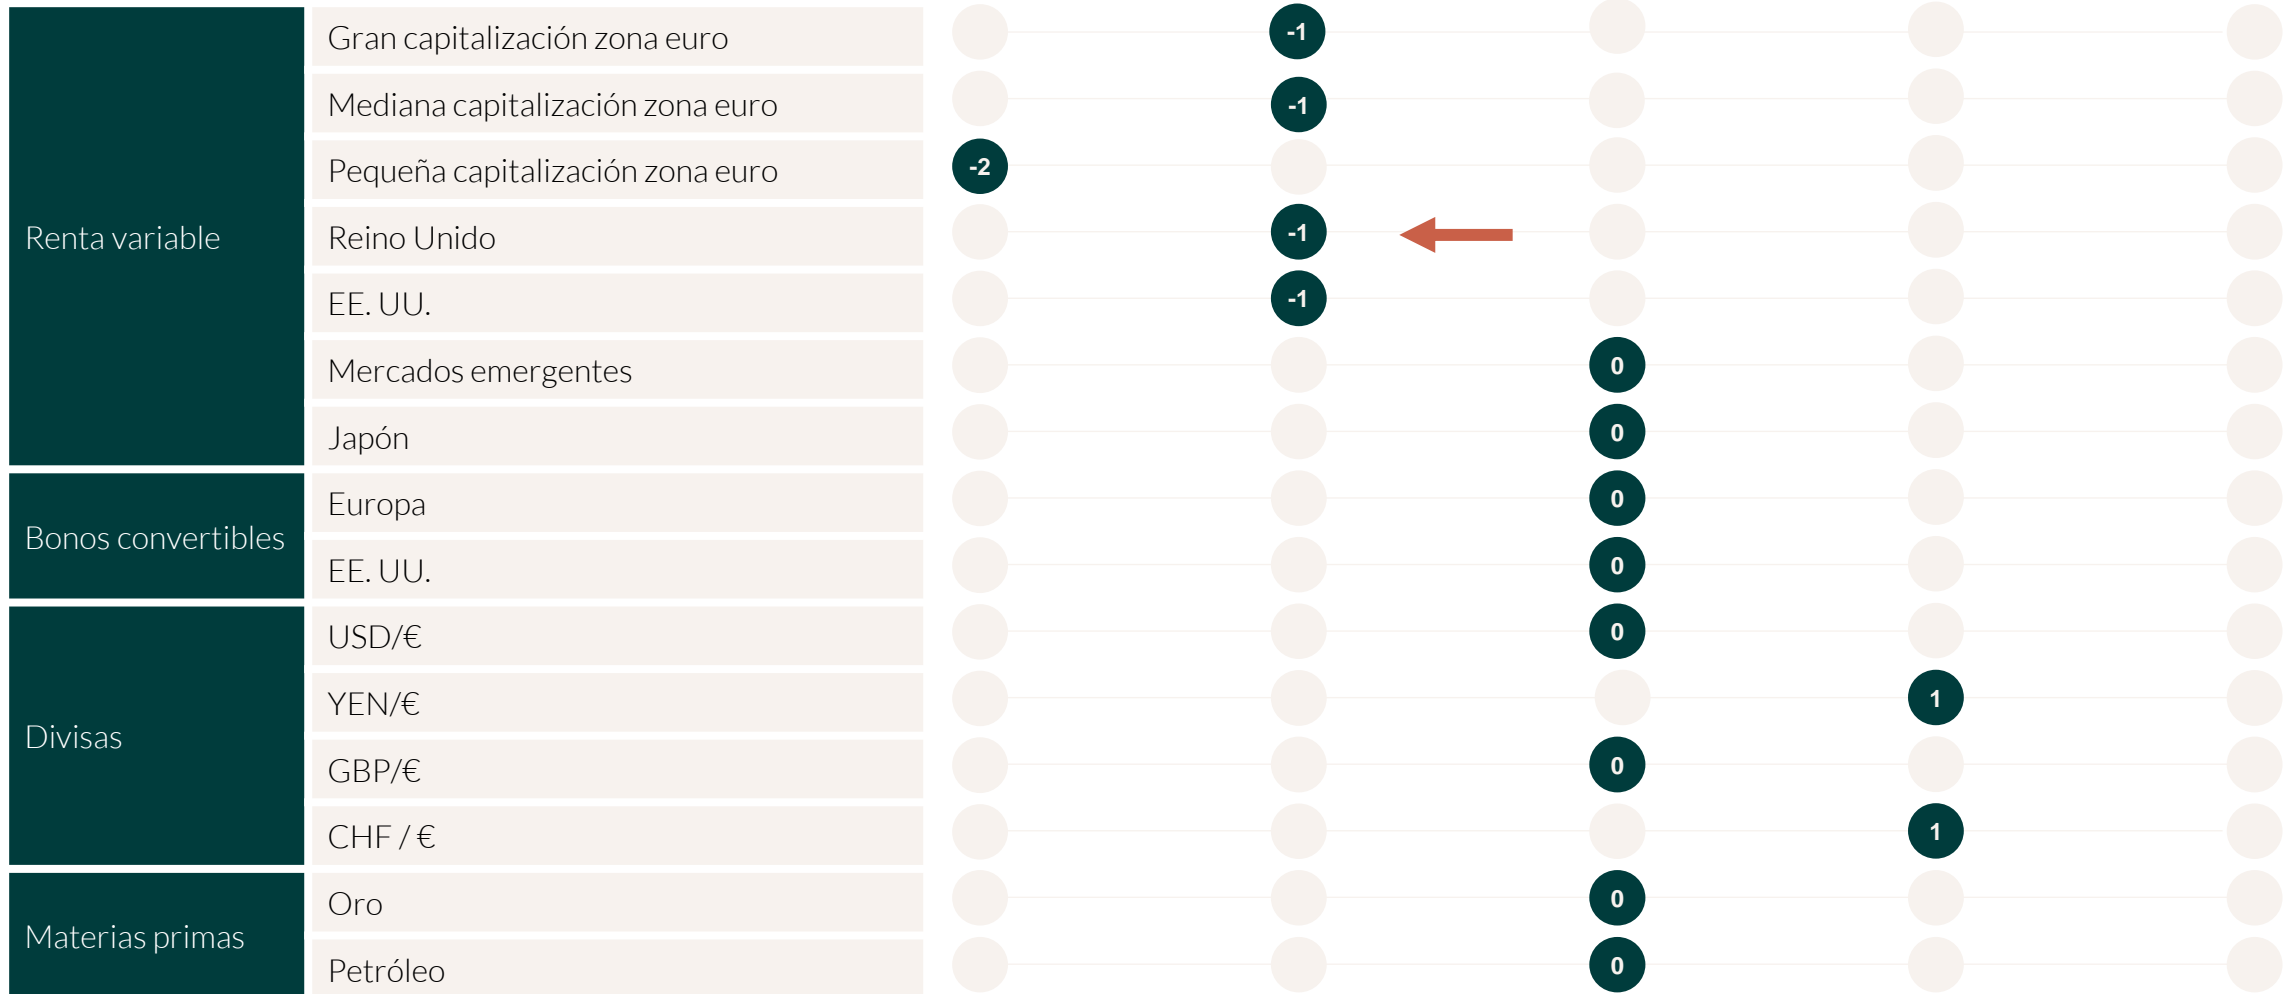 Gran capitalización zona euro -1
Mediana capitalización zona euro -1
Pequeña capitalización zona euro -2
Renta variable Reino Unido -1
EE. UU. -1
Mercados emergentes 0
Japón 0
Europa 0
Bonos convertibles
EE. UU. 0
USD/€ 0
YEN/€ 1
Divisas
GBP/€ 0
CHF / € 1
Oro 0
Materias primas
Petróleo 0